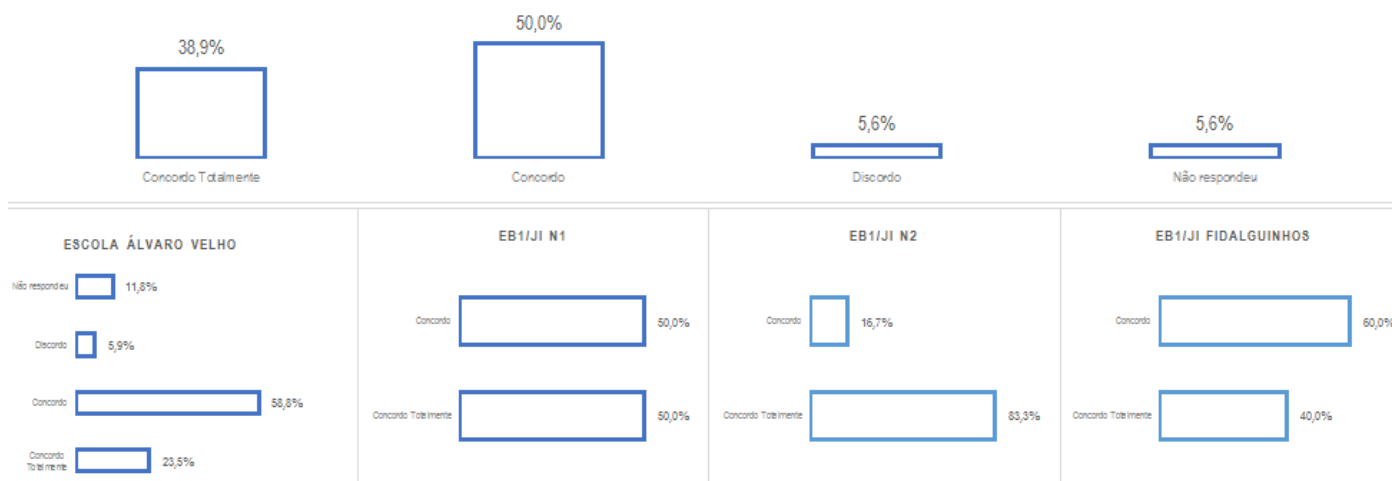 38,9%
50,0%
5,6%
5,6%
Concordo Totalmente
Concordo
Discordo
Não respondeu
ESCOLA ÁLVARO VELHO
Não respondeu
11,8%
Discordo
5,9%
Concordo
58,8%
Concordo
Totalmente
23,5%
EB1/JI N1
Concordo
50,0%
Concordo Totalmente
50,0%
EB1/JI N2
Concordo
16,7%
Concordo Totalmente
83,3%
EB1/JI FIDALGUINHOS
Concordo
60,0%
Concordo Totalmente
40,0%